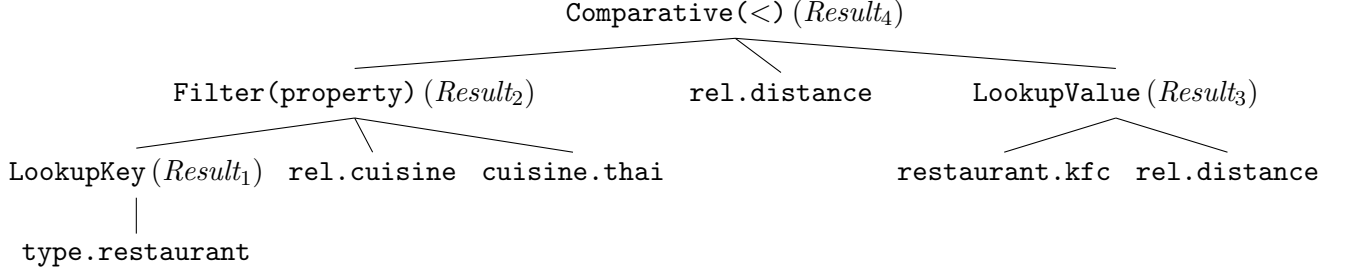 Comparative(<) (Result₄)
Filter(property) (Result₂) rel.distance LookupValue (Result₃)
LookupKey (Result₁) rel.cuisine cuisine.thai restaurant.kfc rel.distance
type.restaurant